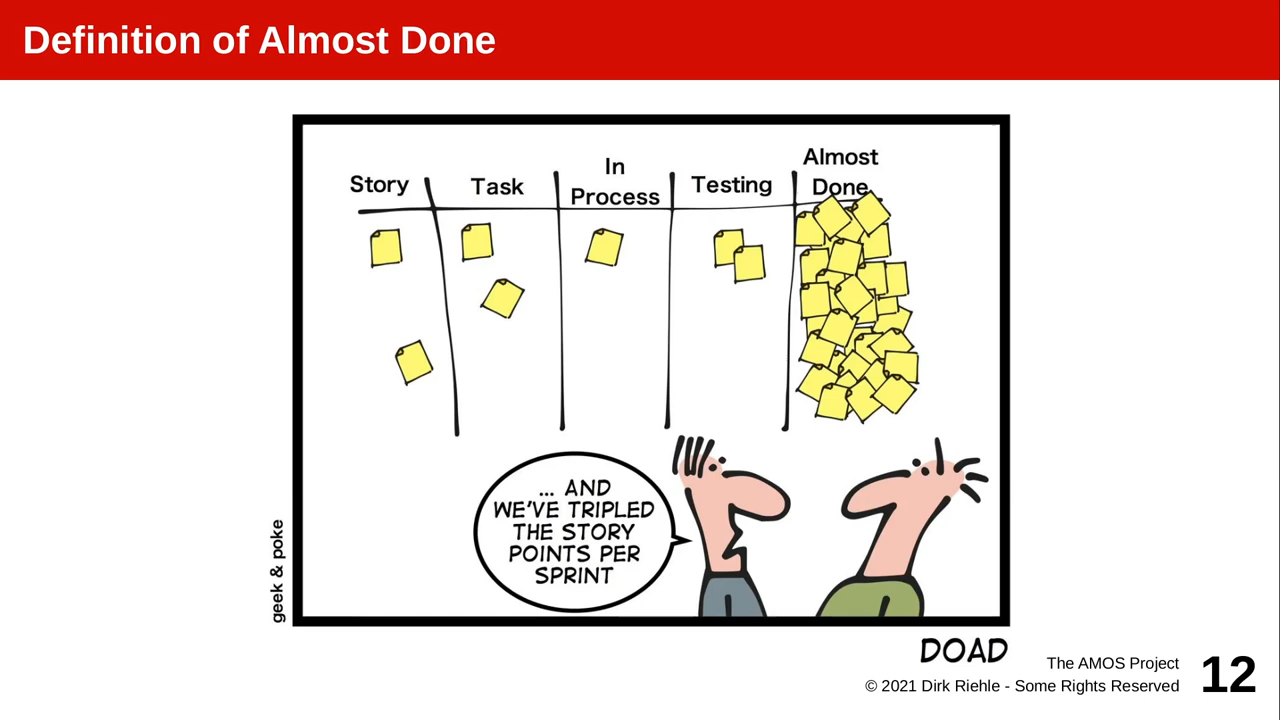 Definition of Almost Done
Story
Task
In
Process
Testing
Almost
Done
... AND
WE'VE TRIPLED
THE STORY
POINTS PER
SPRINT
geek & poke
DOAD
The AMOS Project
© 2021 Dirk Riehle - Some Rights Reserved
12